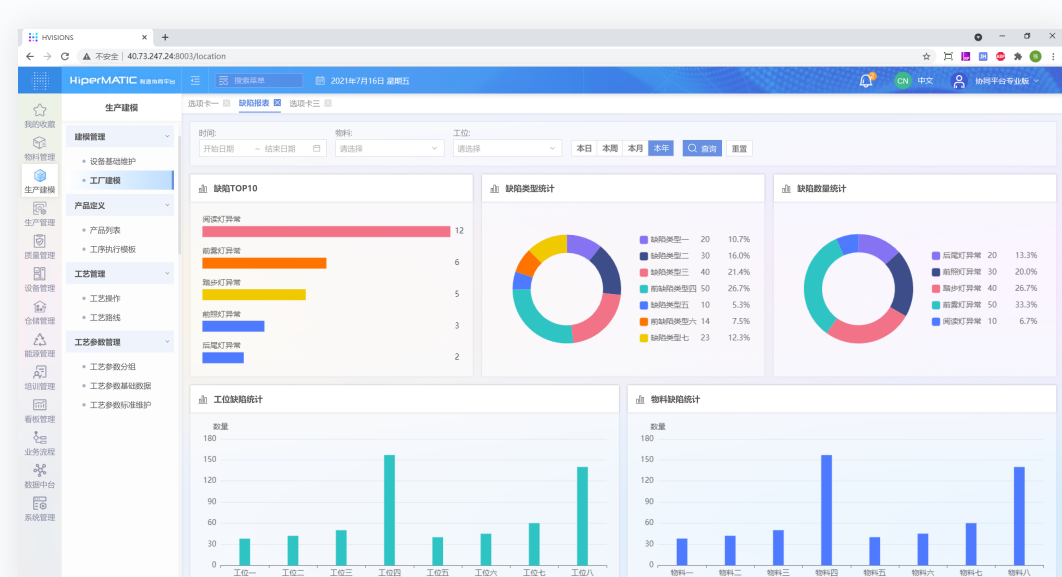 HVISIONS
不安全 | 40.73.247.24:8003/location
HiperMATIC 制造协同平台
搜索菜单
2021年7月16日 星期五
CN 中文
协同平台专业版
我的收藏
物料管理
生产建模
生产管理
质量管理
设备管理
仓储管理
能源管理
培训管理
看板管理
业务流程
数据中台
系统管理
生产建模
建模管理
设备基础维护
工厂建模
产品定义
产品列表
工序执行模板
工艺管理
工艺操作
工艺路线
工艺参数管理
工艺参数分组
工艺参数基础数据
工艺参数标准维护
选项卡一 缺陷报表 选项卡三
时间: 物料: 工位:
开始日期 ~ 结束日期 请选择 请选择 本日 本周 本月 本年 查询 重置
缺陷TOP10
阅读灯异常
12
前雾灯异常
6
踏步灯异常
5
前照灯异常
3
后尾灯异常
2
缺陷类型统计
缺陷类型一 20 10.7%
缺陷类型二 30 16.0%
缺陷类型三 40 21.4%
前缺陷类型四 50 26.7%
缺陷类型五 10 5.3%
前缺陷类型六 14 7.5%
缺陷类型七 23 12.3%
缺陷数量统计
后尾灯异常 20 13.3%
前照灯异常 30 20.0%
踏步灯异常 40 26.7%
前雾灯异常 50 33.3%
阅读灯异常 10 6.7%
工位缺陷统计
数量
180
150
120
90
60
30
0
工位一 工位二 工位三 工位四 工位五 工位六 工位七 工位八
物料缺陷统计
数量
180
150
120
90
60
30
0
物料一 物料二 物料三 物料四 物料五 物料六 物料七 物料八